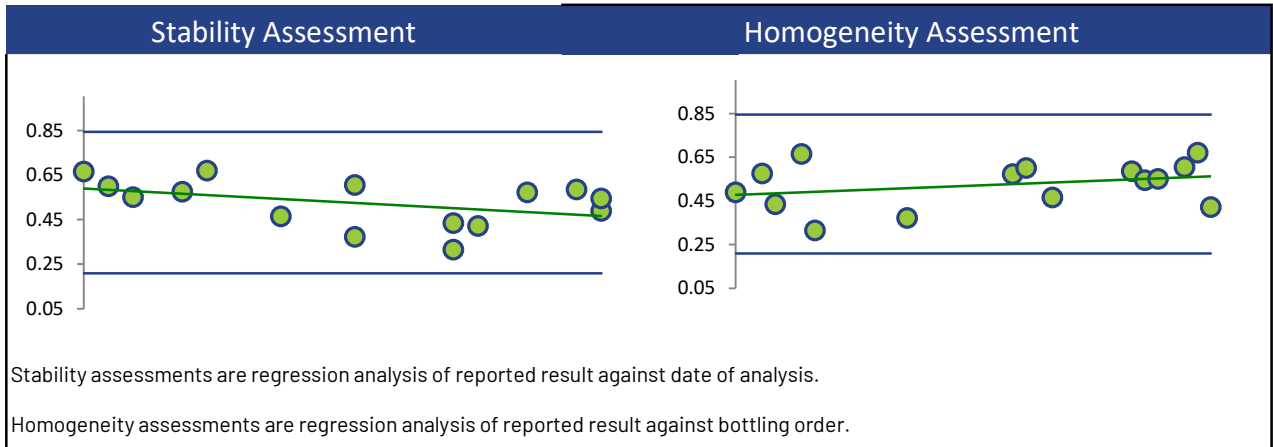 Stability Assessment
Homogeneity Assessment
0.85
0.65
0.45
0.25
0.05
0.85
0.65
0.45
0.25
0.05
Stability assessments are regression analysis of reported result against date of analysis.
Homogeneity assessments are regression analysis of reported result against bottling order.